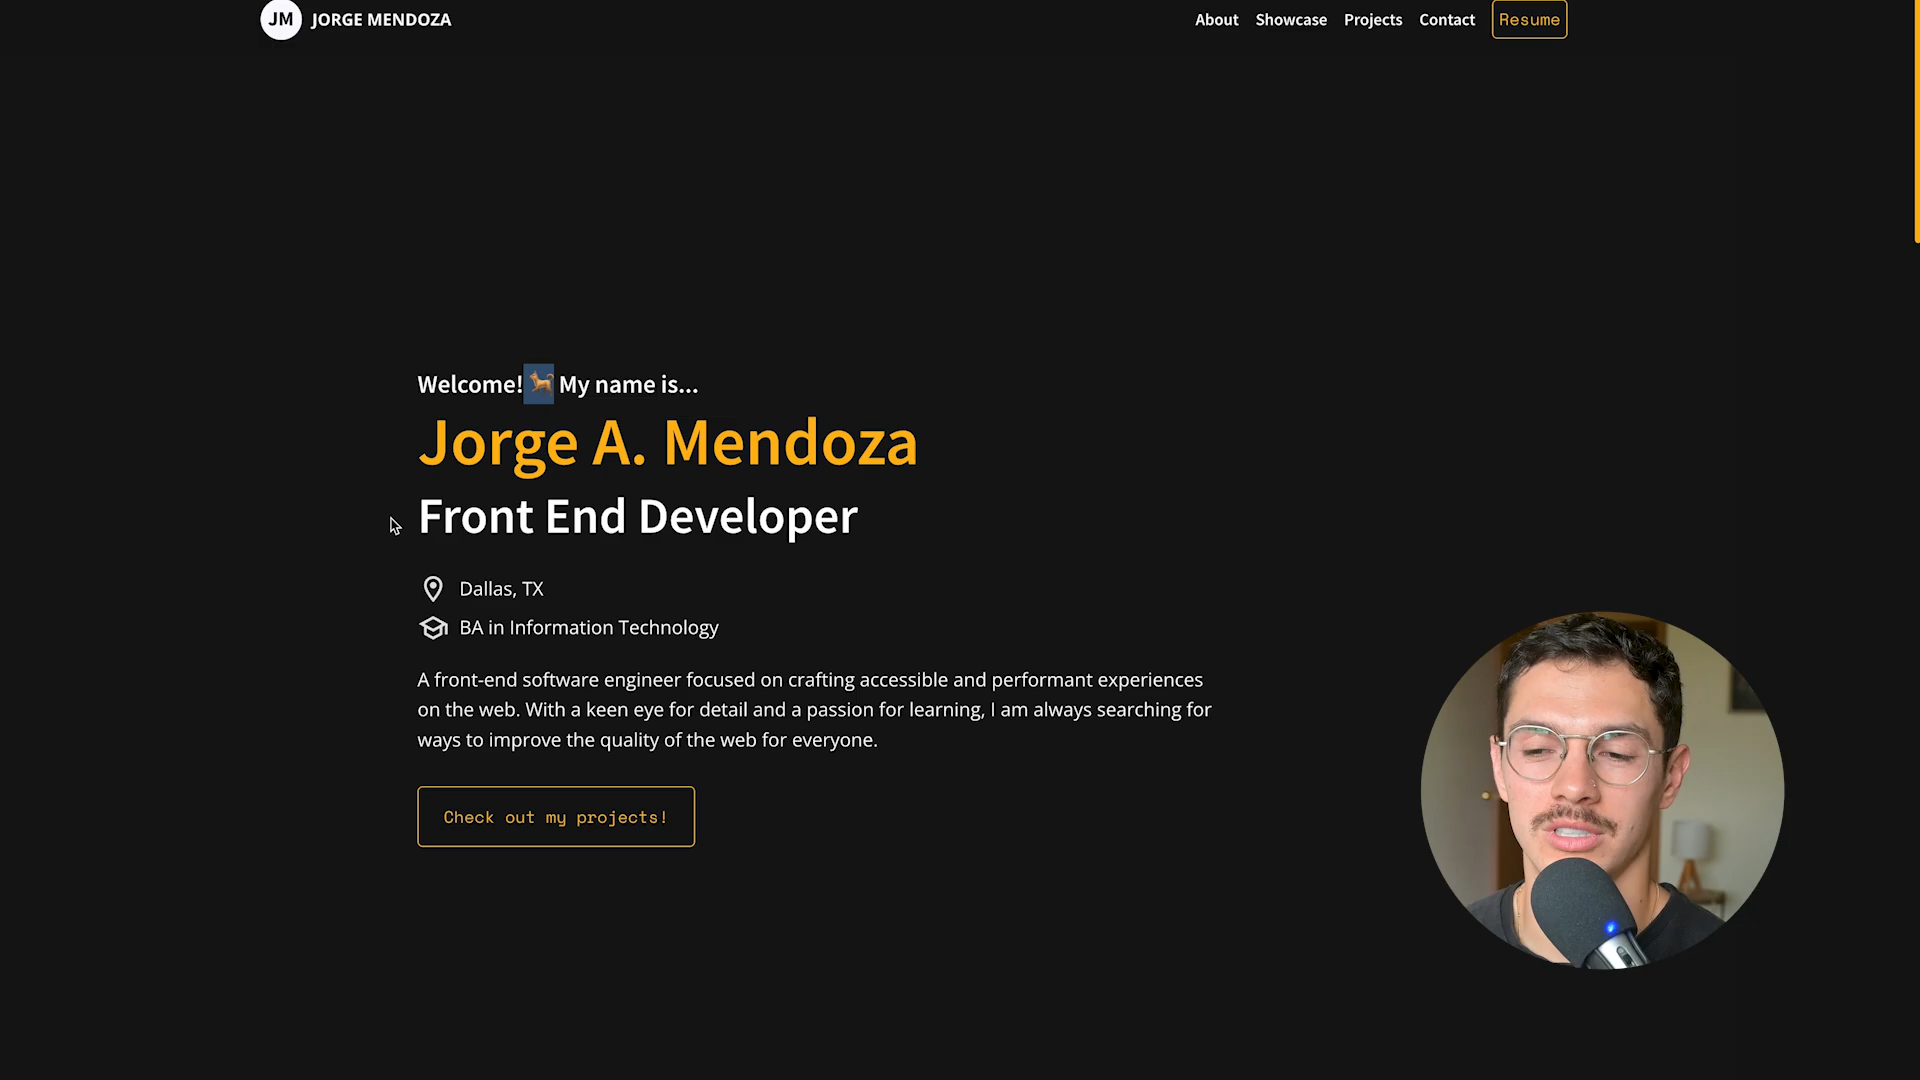 JM JORGE MENDOZA
About Showcase Projects Contact Resume
Welcome!🐕 My name is...
Jorge A. Mendoza
Front End Developer
Dallas, TX
BA in Information Technology
A front-end software engineer focused on crafting accessible and performant experiences
on the web. With a keen eye for detail and a passion for learning, I am always searching for
ways to improve the quality of the web for everyone.
Check out my projects!